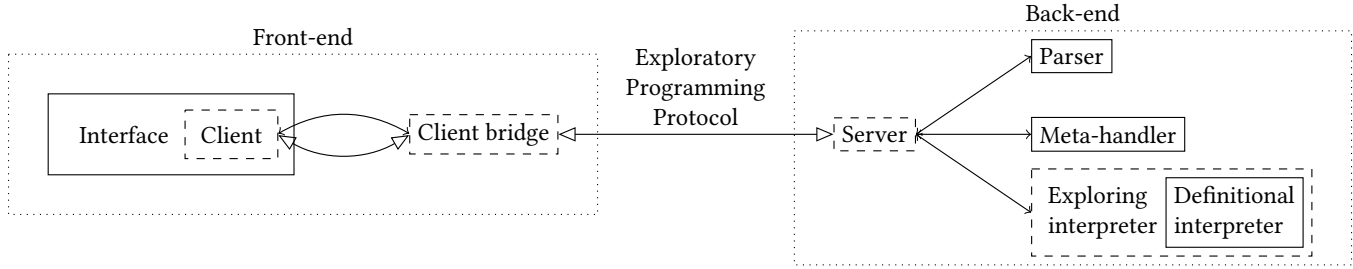 Front-end
Interface
Client
Client bridge
Exploratory
Programming
Protocol
Back-end
Server
Parser
Meta-handler
Exploring
interpreter
Definitional
interpreter